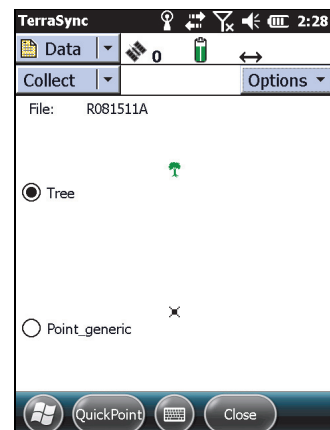 TerraSync 2:28
Data 0
Collect Options
File: R081511A
Tree
Point_generic
QuickPoint Close